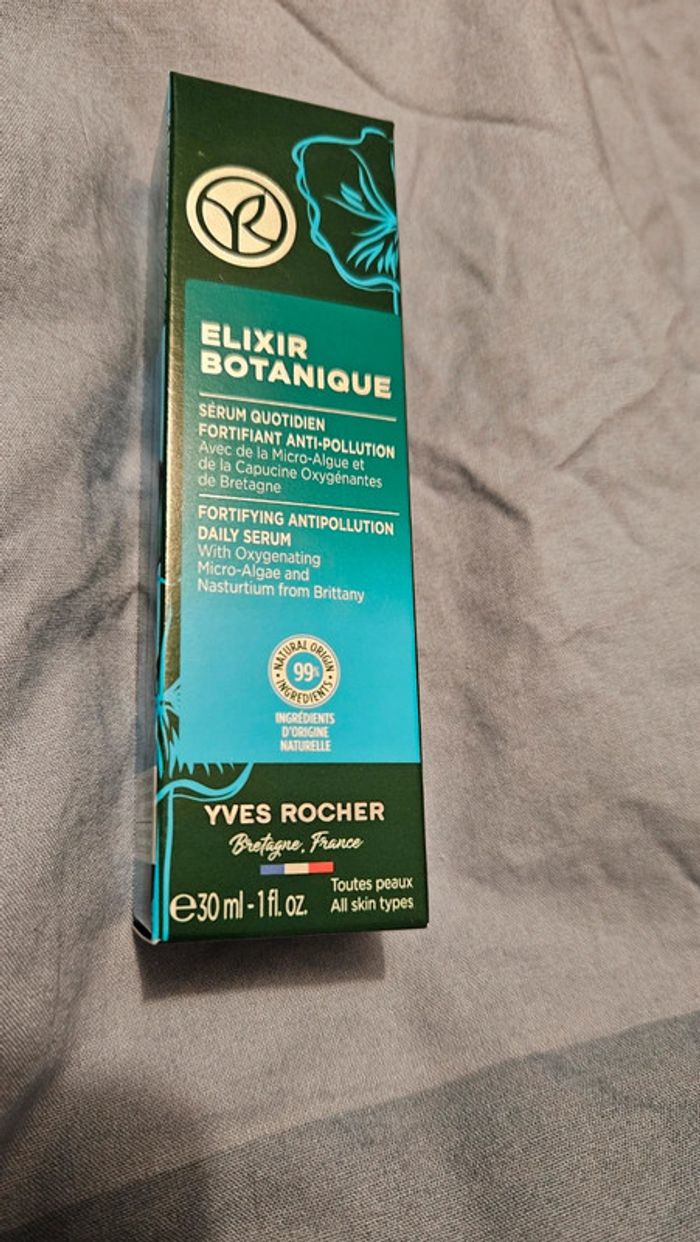 YR
ELIXIR
BOTANIQUE
SÉRUM QUOTIDIEN
FORTIFIANT ANTI-POLLUTION
Avec de la Micro-Algue et
de la Capucine Oxygénantes
de Bretagne
FORTIFYING ANTIPOLLUTION
DAILY SERUM
With Oxygenating
Micro-Algae and
Nasturtium from Brittany
NATURAL ORIGIN
99%
INGREDIENTS
INGRÉDIENTS
D'ORIGINE
NATURELLE
YVES ROCHER
Bretagne, France
Toutes peaux
e30 ml - 1 fl. oz.
All skin types